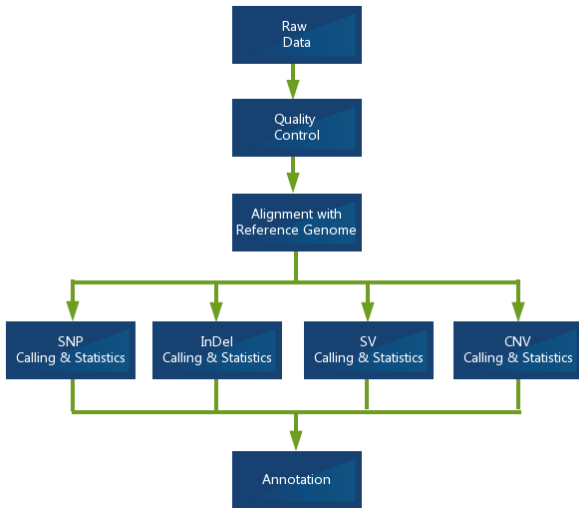 Raw
Data
Quality
Control
Alignment with
Reference Genome
SNP
Calling & Statistics
InDel
Calling & Statistics
SV
Calling & Statistics
CNV
Calling & Statistics
Annotation